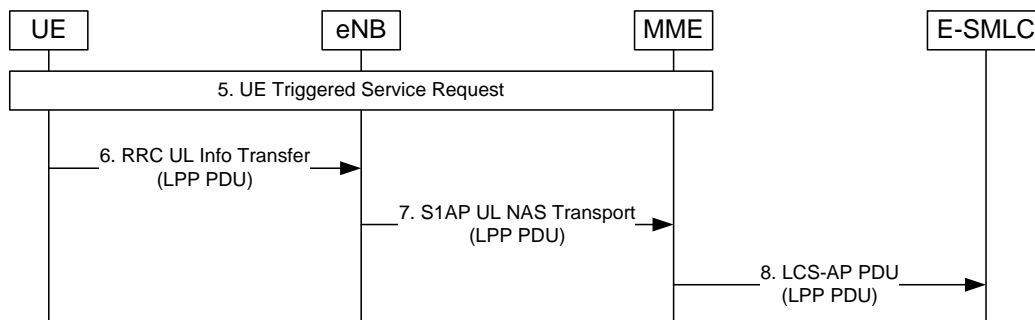 UE
eNB
MME
E-SMLC
5. UE Triggered Service Request
6. RRC UL Info Transfer
(LPP PDU)
7. S1AP UL NAS Transport
(LPP PDU)
8. LCS-AP PDU
(LPP PDU)